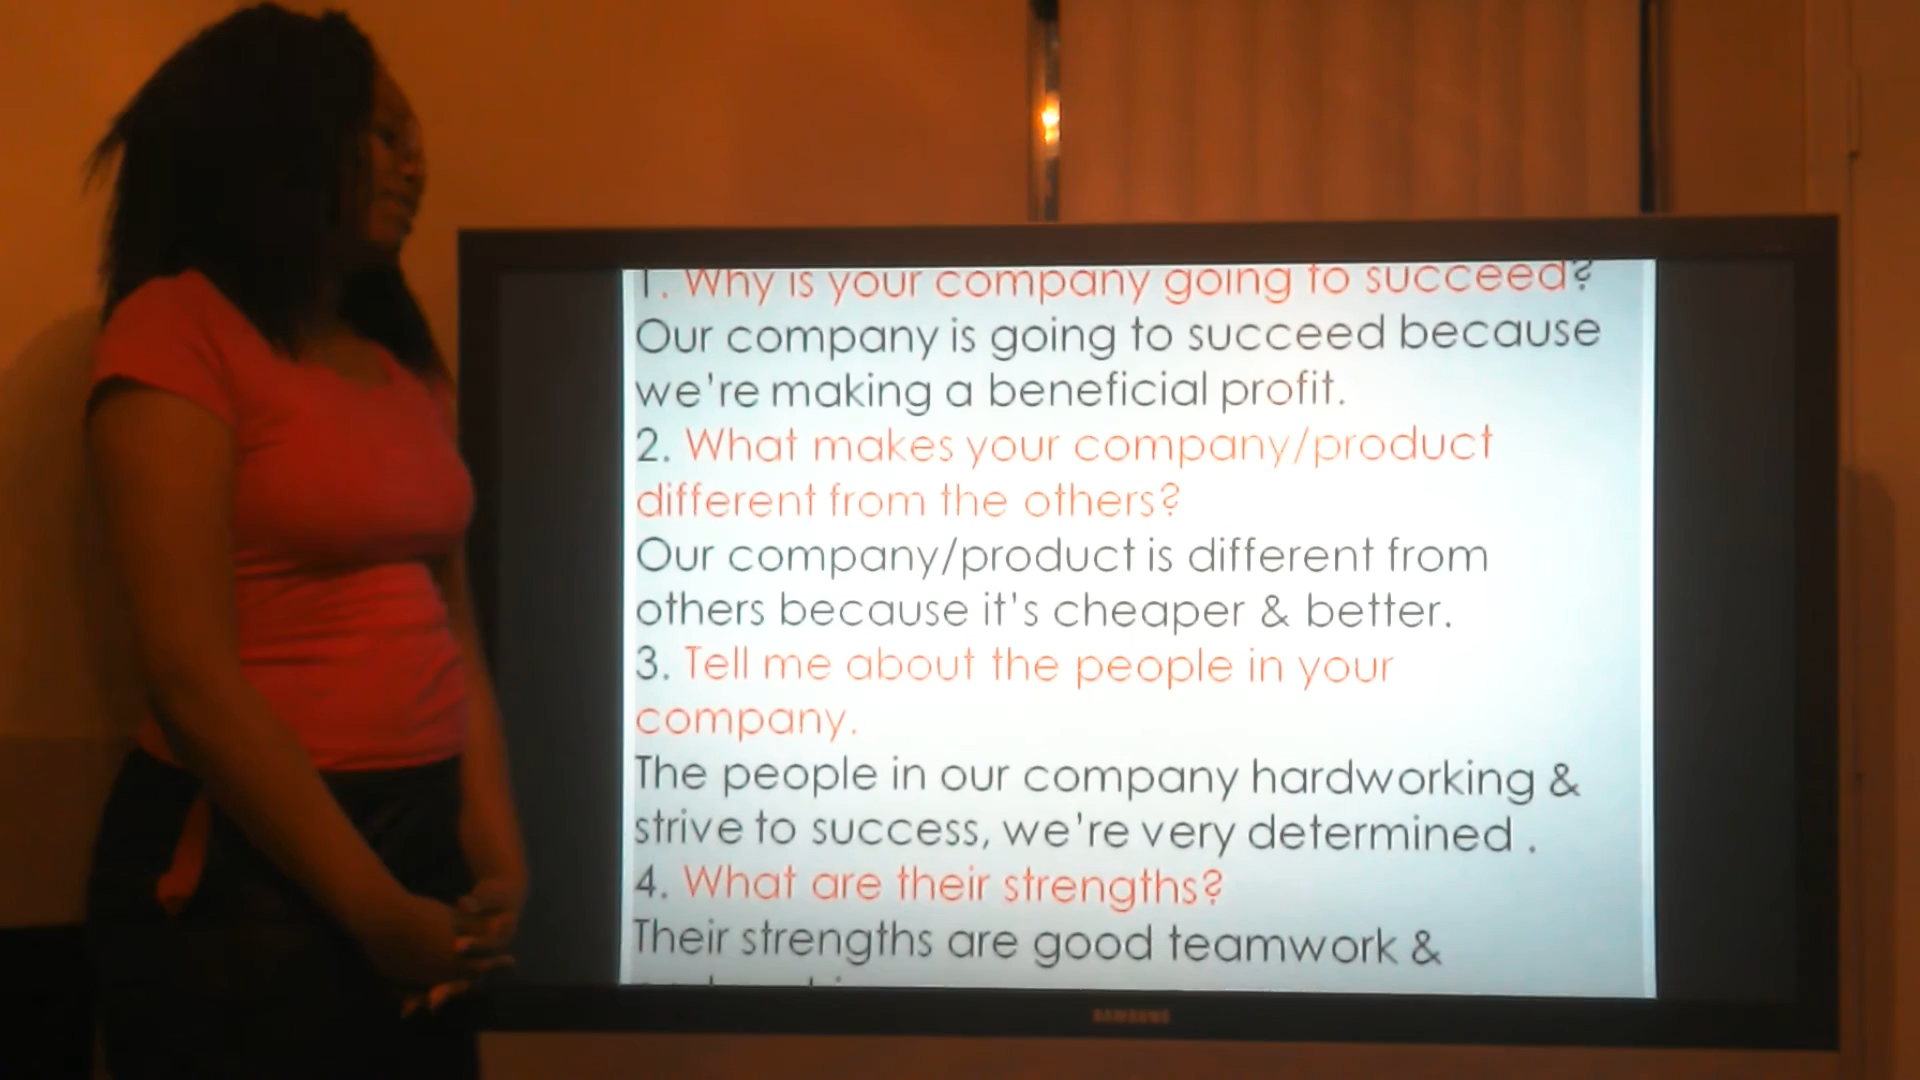 1. Why is your company going to succeed?
Our company is going to succeed because
we're making a beneficial profit.
2. What makes your company/product
different from the others?
Our company/product is different from
others because it's cheaper & better.
3. Tell me about the people in your
company.
The people in our company hardworking &
strive to success, we're very determined .
4. What are their strengths?
Their strengths are good teamwork &
SAMSUNG